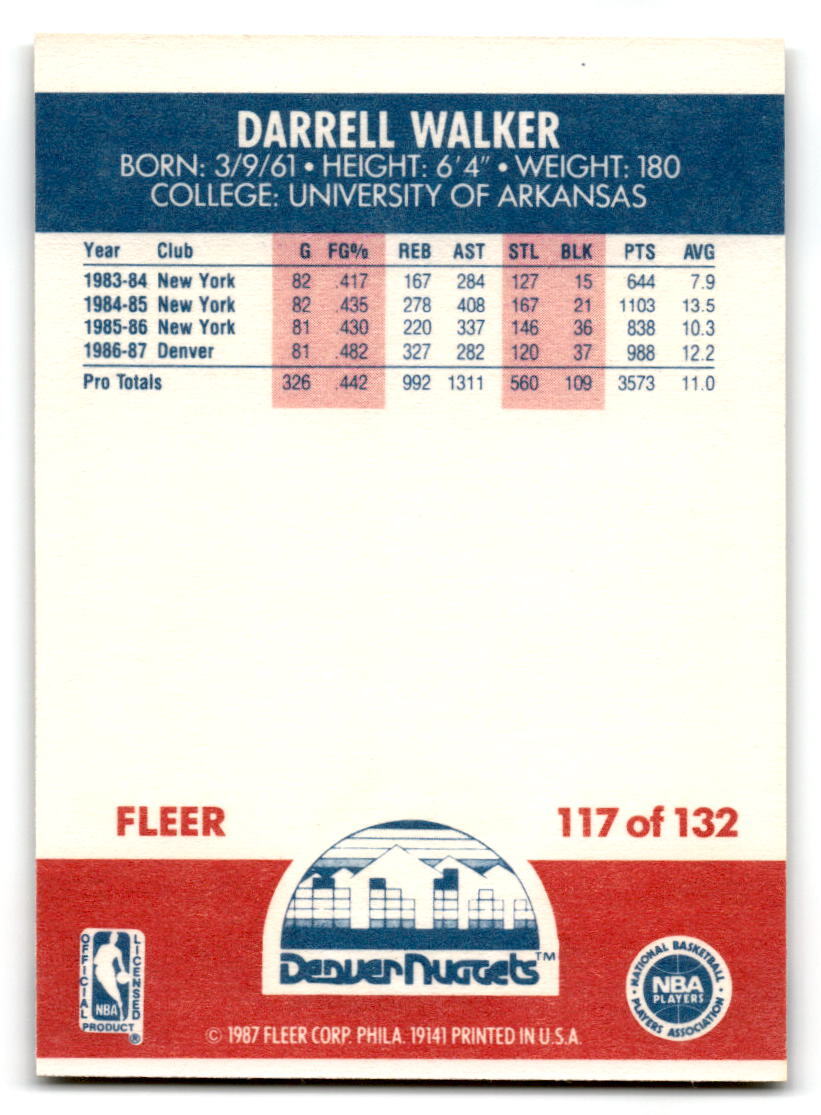 DARRELL WALKER
BORN: 3/9/61 • HEIGHT: 6'4" • WEIGHT: 180
COLLEGE: UNIVERSITY OF ARKANSAS
Year Club G FG% REB AST STL BLK PTS AVG
1983-84 New York 82 .417 167 284 127 15 644 7.9
1984-85 New York 82 .435 278 408 167 21 1103 13.5
1985-86 New York 81 .430 220 337 146 36 838 10.3
1986-87 Denver 81 .482 327 282 120 37 988 12.2
Pro Totals 326 .442 992 1311 560 109 3573 11.0
FLEER 117 of 132
Denver Nuggets™
OFFICIAL LICENSED
NBA
PRODUCT ®
NATIONAL BASKETBALL
NBA
PLAYERS
PLAYERS ASSOCIATION
© 1987 FLEER CORP. PHILA. 19141 PRINTED IN U.S.A.